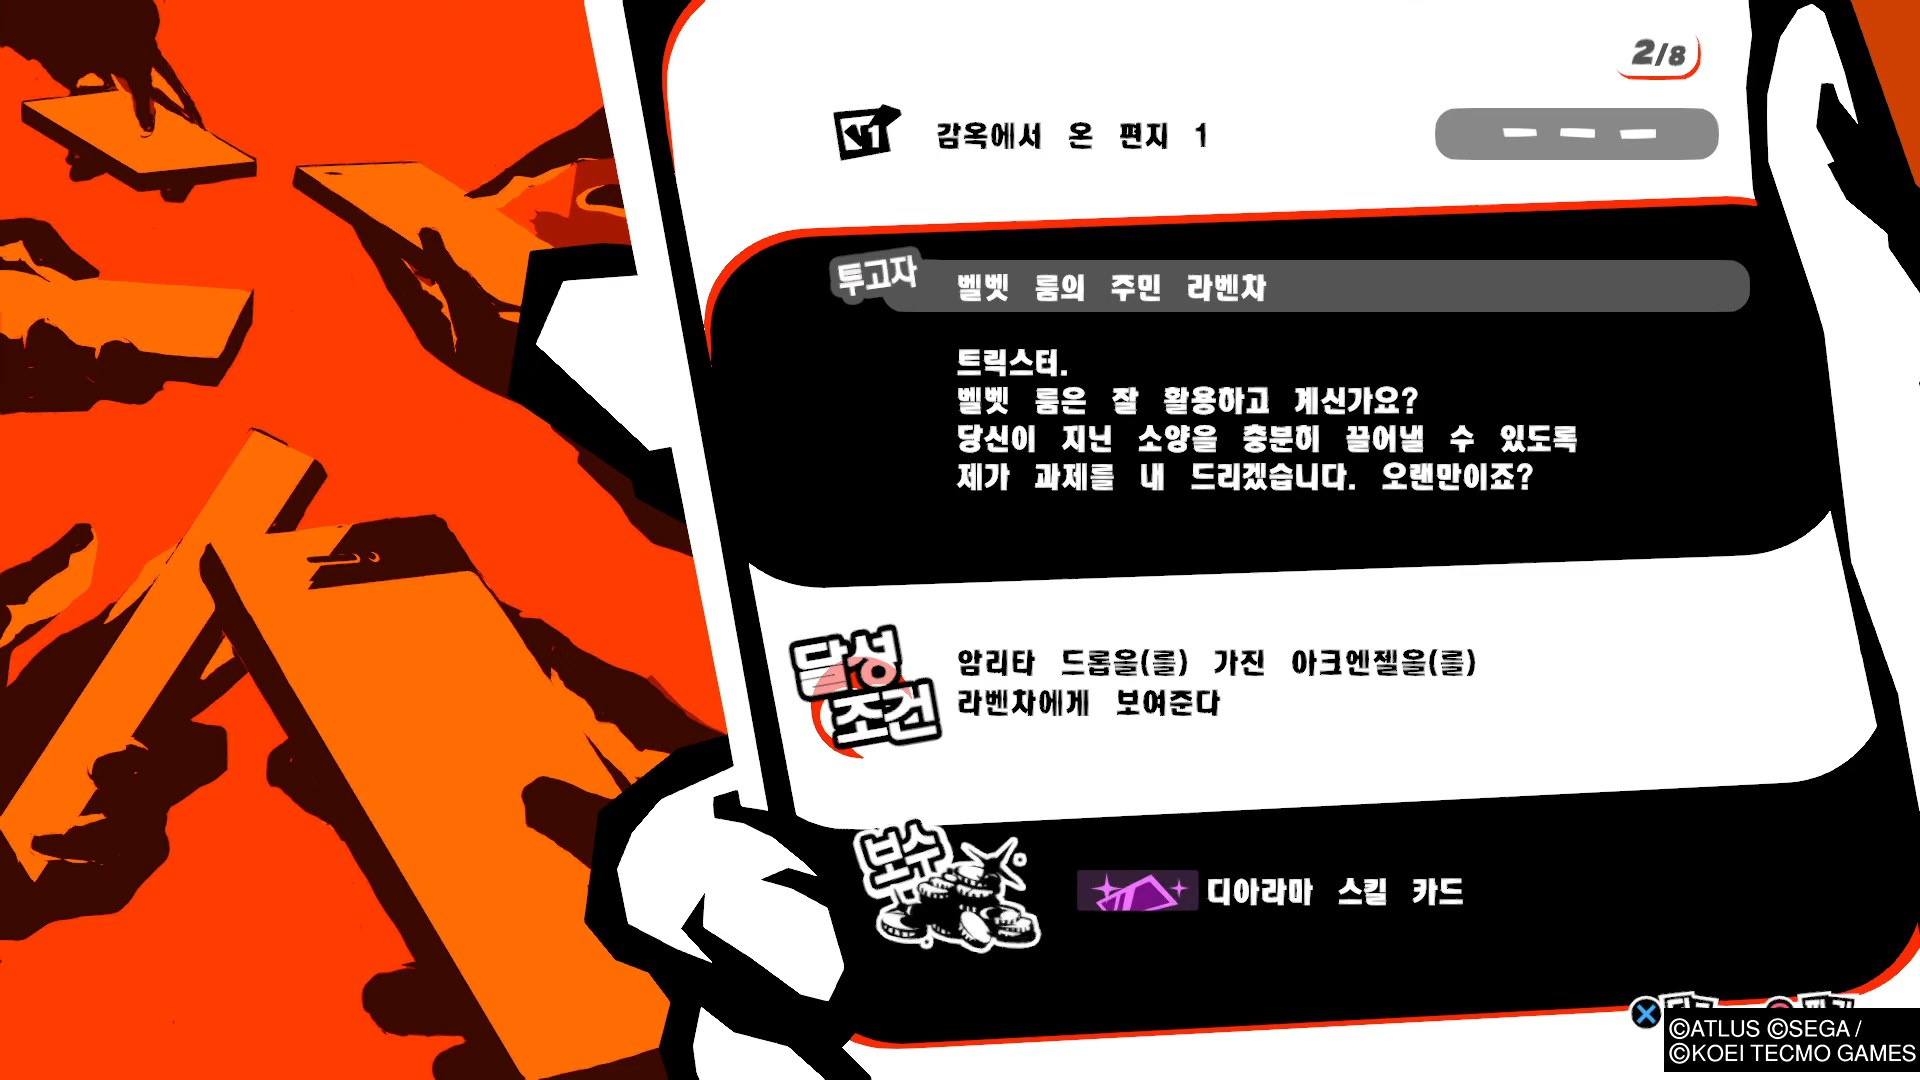 2/8
감옥에서 온 편지 1
투고자
벨벳 룸의 주민 라벤차
트릭스터.
벨벳 룸은 잘 활용하고 계신가요?
당신이 지닌 소양을 충분히 끌어낼 수 있도록
제가 과제를 내 드리겠습니다. 오랜만이죠?
달성
조건
암리타 드롭을(를) 가진 아크엔젤을(를)
라벤차에게 보여준다
보수
디아라마 스킬 카드
©ATLUS ©SEGA /
©KOEI TECMO GAMES